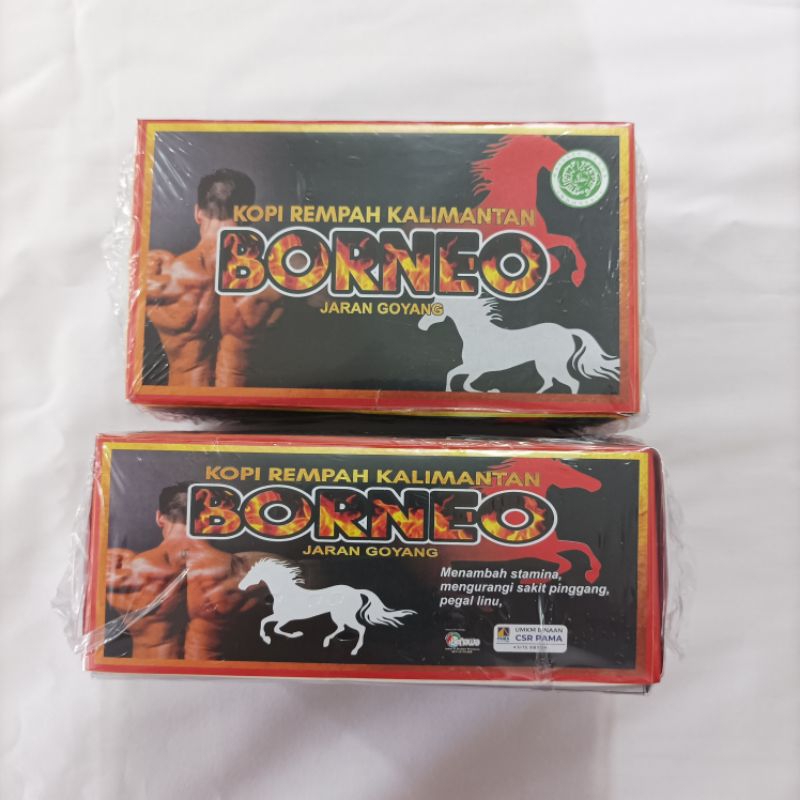 KOPI REMPAH KALIMANTAN
BORNEO
JARAN GOYANG
KOPI REMPAH KALIMANTAN
BORNEO
JARAN GOYANG
Menambah stamina,
mengurangi sakit pinggang,
pegal linu,
UMKM BINAAN
CSR PAMA